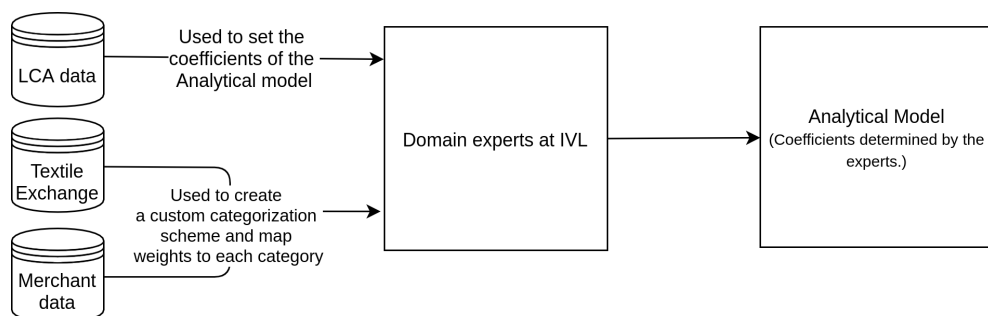 LCA data
Used to set the
coefficients of the
Analytical model
Textile
Exchange
Merchant
data
Used to create
a custom categorization
scheme and map
weights to each category
Domain experts at IVL
Analytical Model
(Coefficients determined by the
experts.)